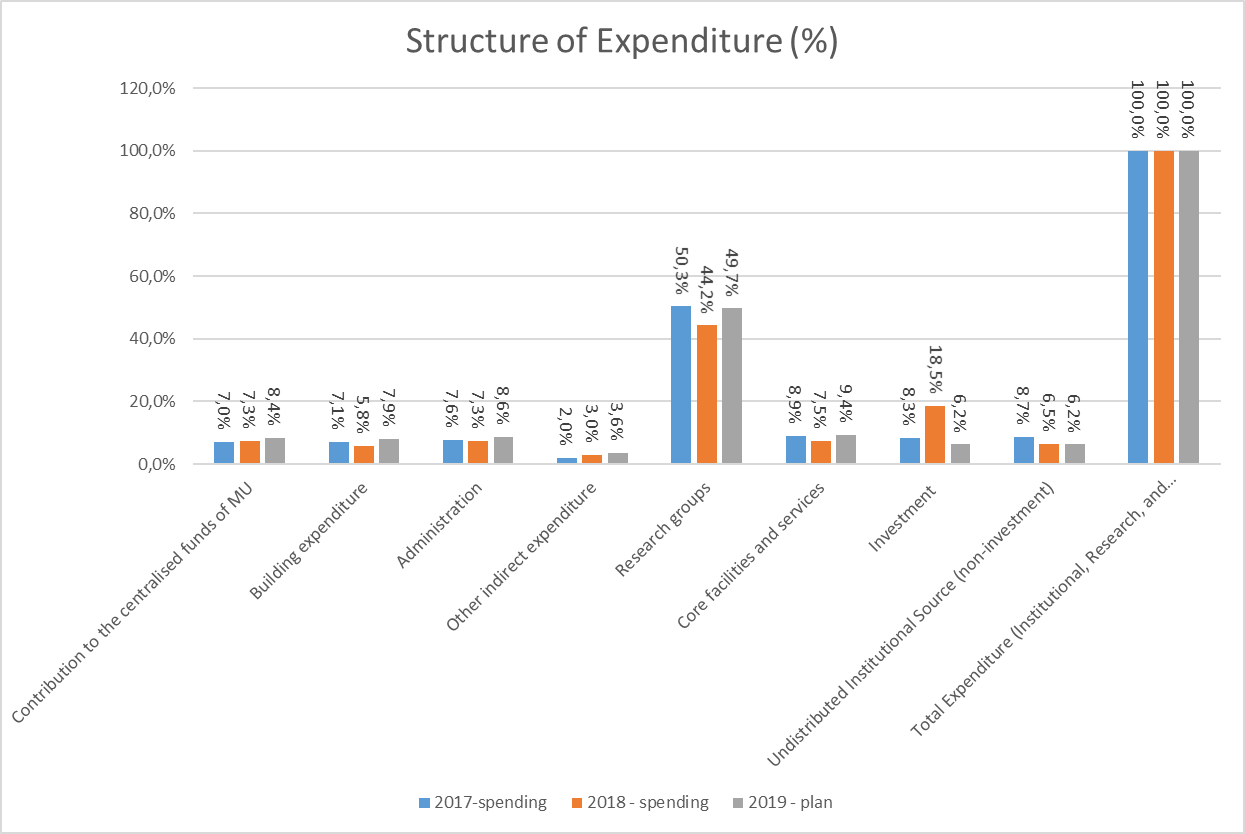 Structure of Expenditure (%)
120,0%
100,0%
80,0%
60,0%
40,0%
20,0%
0,0%
7,0%
7,3%
8,4%
7,1%
5,8%
7,9%
7,6%
7,3%
8,6%
2,0%
3,0%
3,6%
50,3%
44,2%
49,7%
8,9%
7,5%
9,4%
8,3%
18,5%
6,2%
8,7%
6,5%
6,2%
100,0%
100,0%
100,0%
Contribution to the centralised funds of MU
Building expenditure
Administration
Other indirect expenditure
Research groups
Core facilities and services
Investment
Undistributed Institutional Source (non-investment)
Total Expenditure (Institutional, Research, and...
2017-spending
2018 - spending
2019 - plan